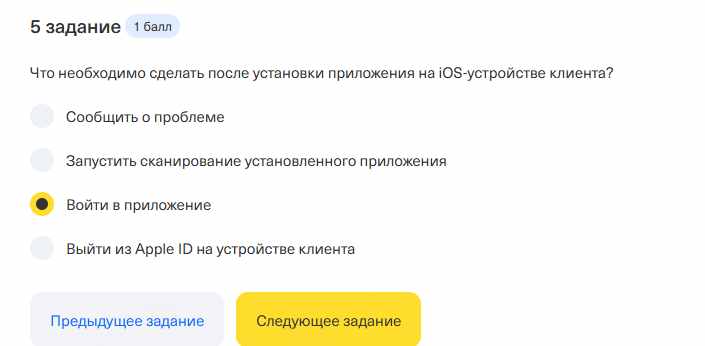 5 задание 1 балл
Что необходимо сделать после установки приложения на iOS-устройстве клиента?
Сообщить о проблеме
Запустить сканирование установленного приложения
Войти в приложение
Выйти из Apple ID на устройстве клиента
Предыдущее задание Следующее задание